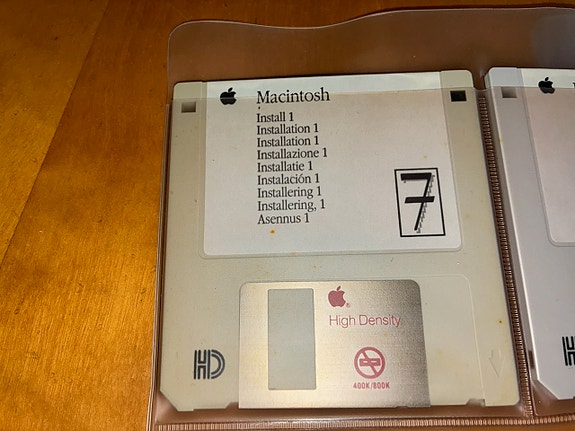 Macintosh
Install 1
Installation 1
Installation 1
Installazione 1
Installatie 1
Instalación 1
Installering 1
Installering, 1
Asennus 1
7
High Density
400K/800K
HD